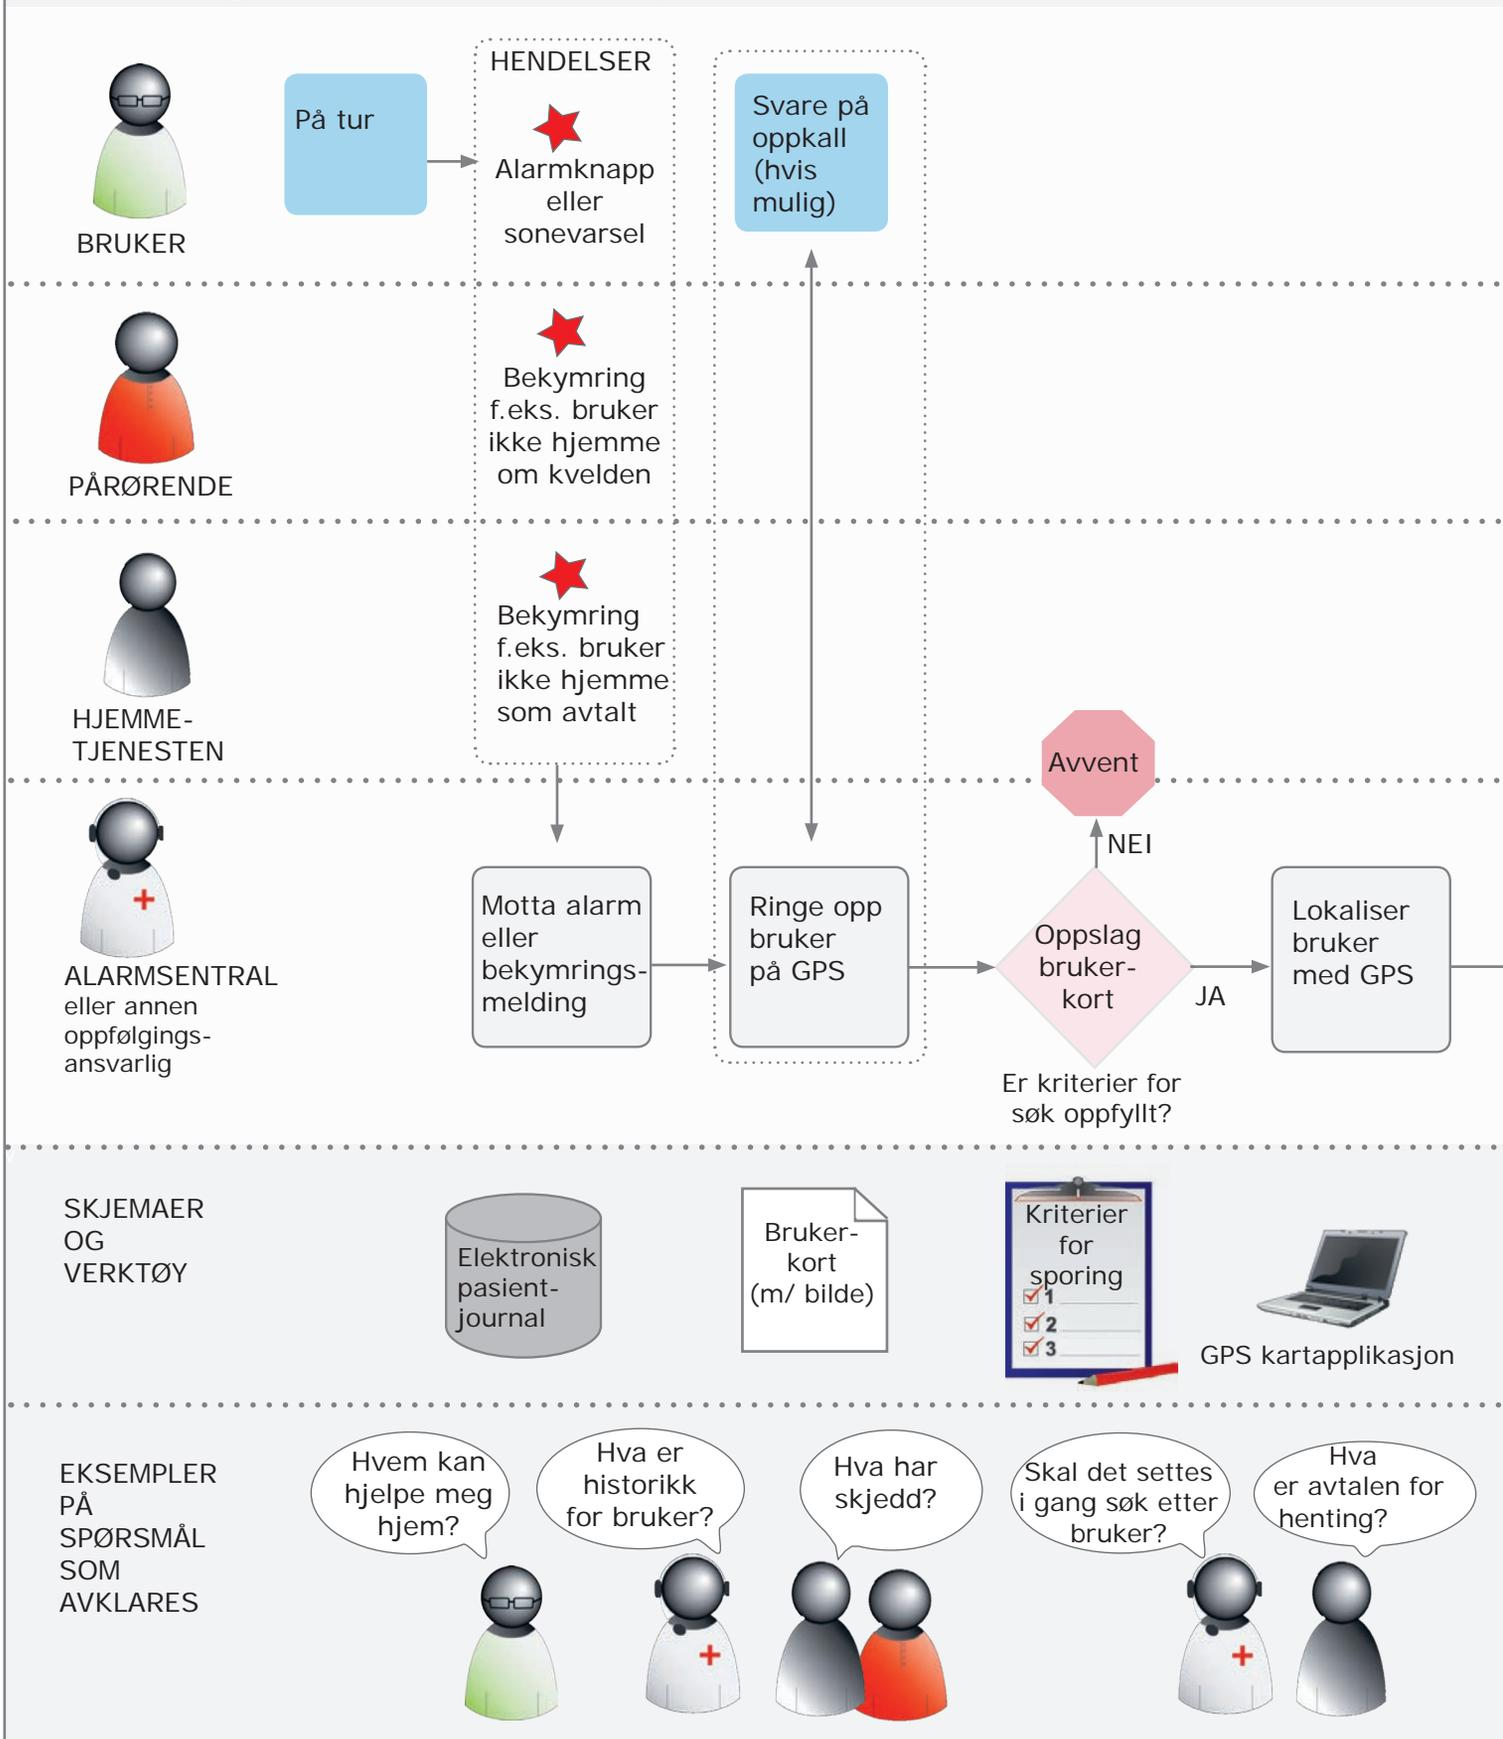 HENDELSER
På tur
Alarmknapp
eller
sonevarsel
Svare på
oppkall
(hvis
mulig)
BRUKER
Bekymring
f.eks. bruker
ikke hjemme
om kvelden
PÅRØRENDE
Bekymring
f.eks. bruker
ikke hjemme
som avtalt
HJEMME-
TJENESTEN
Avvent
NEI
Motta alarm
eller
bekymrings-
melding
Ringe opp
bruker
på GPS
Oppslag
bruker-
kort
JA
Lokaliser
bruker
med GPS
ALARMSENTRAL
eller annen
oppfølgings-
ansvarlig
Er kriterier for
søk oppfyllt?
SKJEMAER
OG
VERKTØY
Elektronisk
pasient-
journal
Bruker-
kort
(m/ bilde)
Kriterier
for
sporing
1
2
3
GPS kartapplikasjon
EKSEMPLER
PÅ
SPØRSMÅL
SOM
AVKLARES
Hvem kan
hjelpe meg
hjem?
Hva er
historikk
for bruker?
Hva har
skjedd?
Skal det settes
i gang søk etter
bruker?
Hva
er avtalen for
henting?